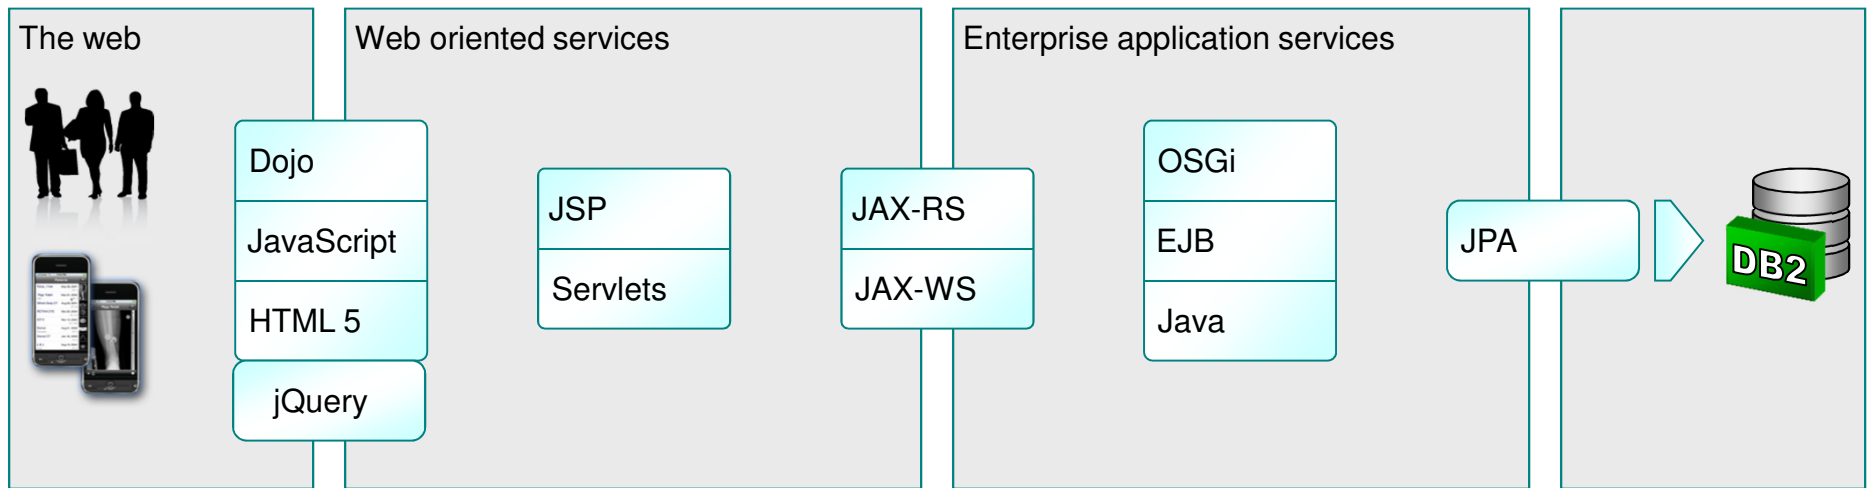 The web
Web oriented services
Enterprise application services
Dojo
JavaScript
HTML 5
jQuery
JSP
Servlets
JAX-RS
JAX-WS
OSGi
EJB
Java
JPA
DB2